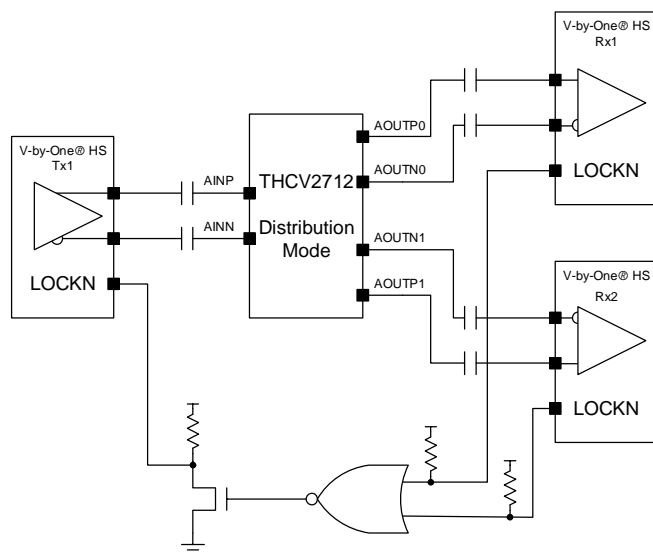 V-by-One® HS
Tx1
LOCKN
AINP
AINN
THCV2712
Distribution
Mode
AOUTP0
AOUTN0
AOUTN1
AOUTP1
V-by-One® HS
Rx1
LOCKN
V-by-One® HS
Rx2
LOCKN